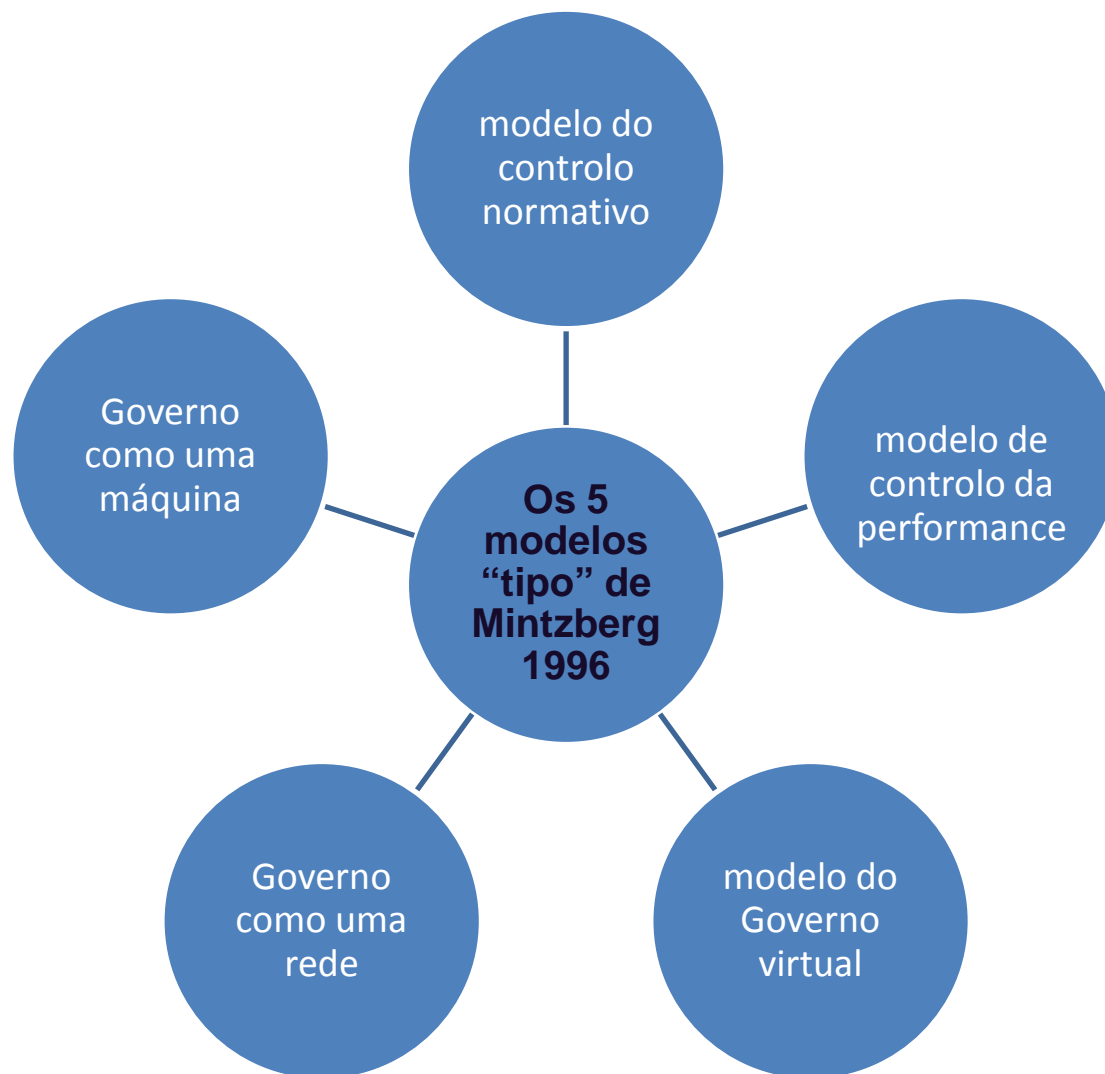 modelo do
controlo
normativo
Governo
como uma
máquina
modelo de
controlo da
performance
Os 5
modelos
“tipo” de
Mintzberg
1996
Governo
como uma
rede
modelo do
Governo
virtual